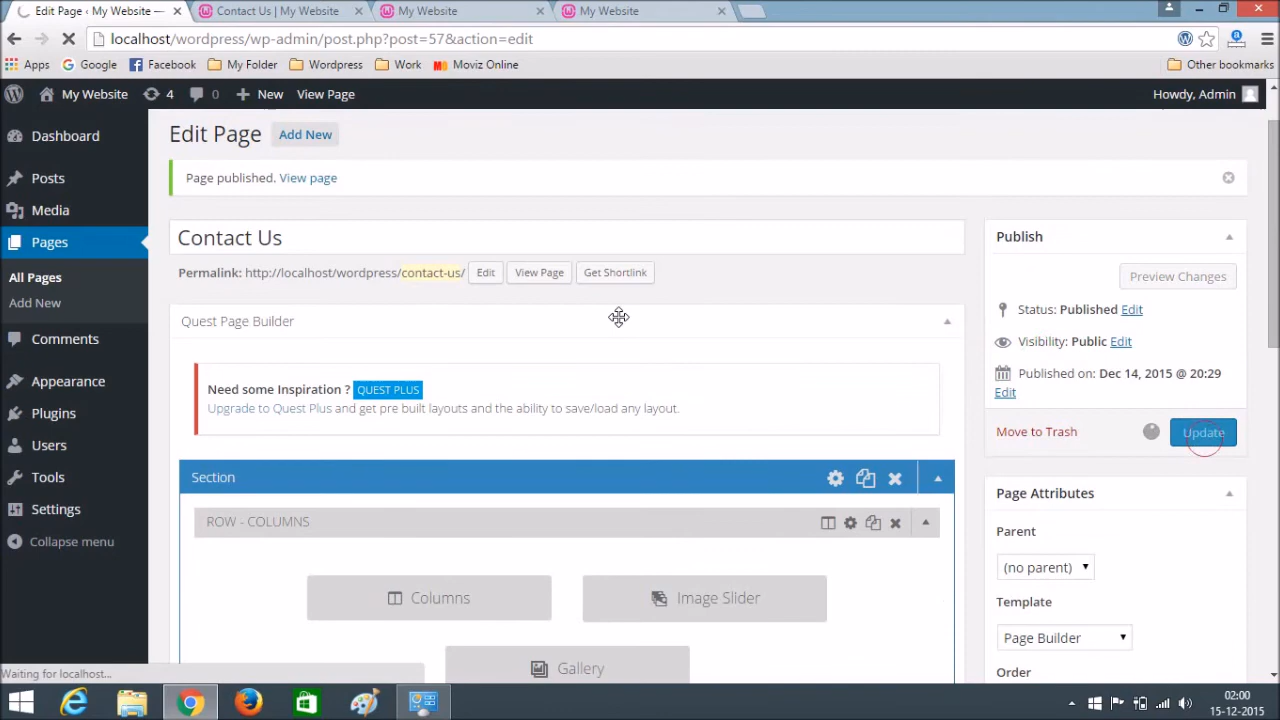 Edit Page ‹ My Website —
Contact Us | My Website
My Website
My Website
localhost/wordpress/wp-admin/post.php?post=57&action=edit
Apps
Google
Facebook
My Folder
Wordpress
Work
Moviz Online
Other bookmarks
My Website
4
0
New
View Page
Howdy, Admin
Dashboard
Posts
Media
Pages
All Pages
Add New
Comments
Appearance
Plugins
Users
Tools
Settings
Collapse menu
Edit Page
Add New
Page published. View page
Contact Us
Permalink: http://localhost/wordpress/contact-us/
Edit
View Page
Get Shortlink
Quest Page Builder
Need some Inspiration ? QUEST PLUS
Upgrade to Quest Plus and get pre built layouts and the ability to save/load any layout.
Section
ROW - COLUMNS
Columns
Image Slider
Gallery
Publish
Preview Changes
Status: Published Edit
Visibility: Public Edit
Published on: Dec 14, 2015 @ 20:29
Edit
Move to Trash
Update
Page Attributes
Parent
(no parent)
Template
Page Builder
Order
Waiting for localhost...
02:00
15-12-2015